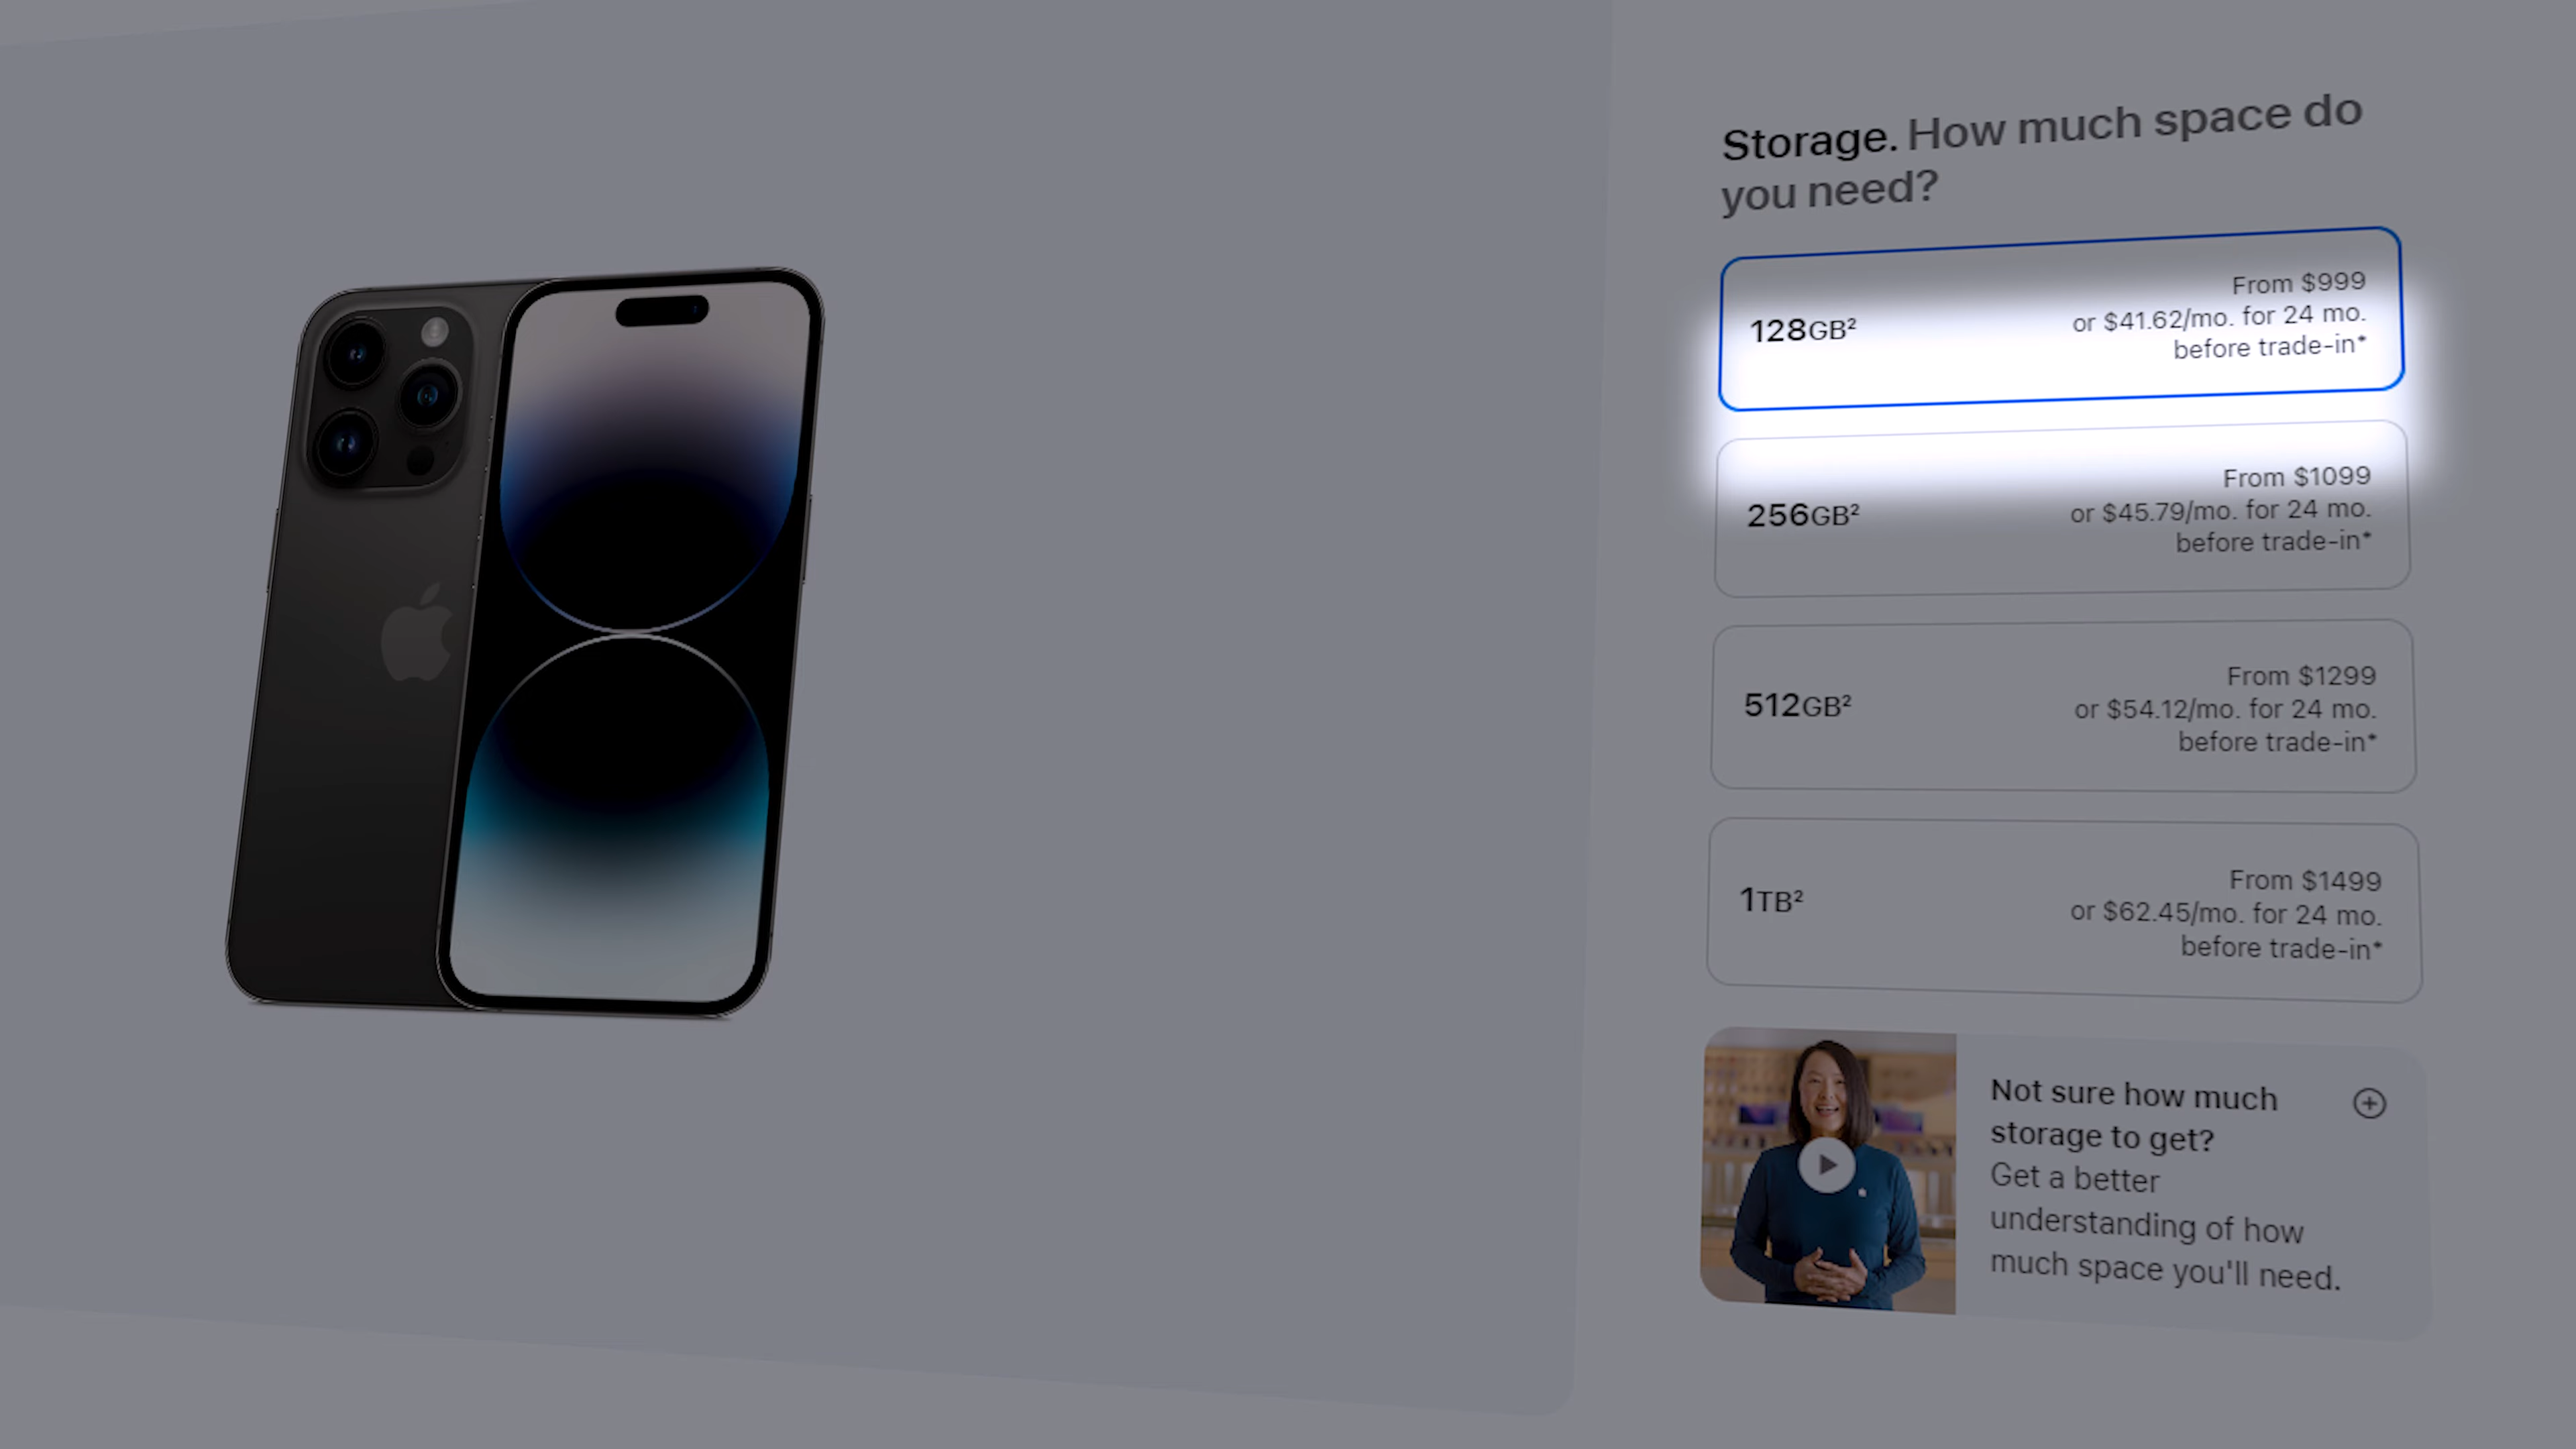 Storage. How much space do
you need?
128GB²
From $999
or $41.62/mo. for 24 mo.
before trade-in*
256GB²
From $1099
or $45.79/mo. for 24 mo.
before trade-in*
512GB²
From $1299
or $54.12/mo. for 24 mo.
before trade-in*
1TB²
From $1499
or $62.45/mo. for 24 mo.
before trade-in*
Not sure how much
storage to get?
Get a better
understanding of how
much space you'll need.